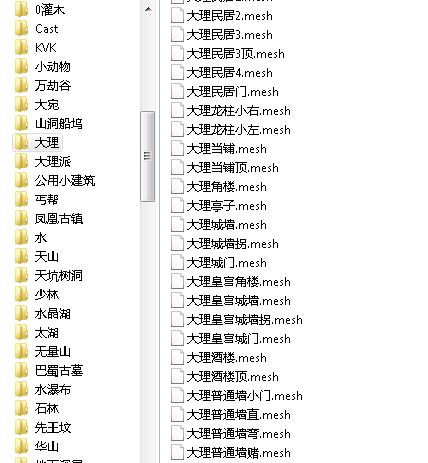 0灌木
Cast
KVK
小动物
万劫谷
大宛
山洞船坞
大理
大理派
公用小建筑
丐帮
凤凰古镇
水
天山
天坑树洞
少林
水晶湖
太湖
无量山
巴蜀古墓
水瀑布
石林
先王坟
华山
大理民居2.mesh
大理民居3.mesh
大理民居3顶.mesh
大理民居4.mesh
大理民居门.mesh
大理龙柱小右.mesh
大理龙柱小左.mesh
大理当铺.mesh
大理当铺顶.mesh
大理角楼.mesh
大理亭子.mesh
大理城墙.mesh
大理城墙拐.mesh
大理城门.mesh
大理皇宫角楼.mesh
大理皇宫城墙.mesh
大理皇宫城墙拐.mesh
大理皇宫城门.mesh
大理酒楼.mesh
大理酒楼顶.mesh
大理普通墙小门.mesh
大理普通墙直.mesh
大理普通墙弯.mesh
大理普通墙赌.mesh